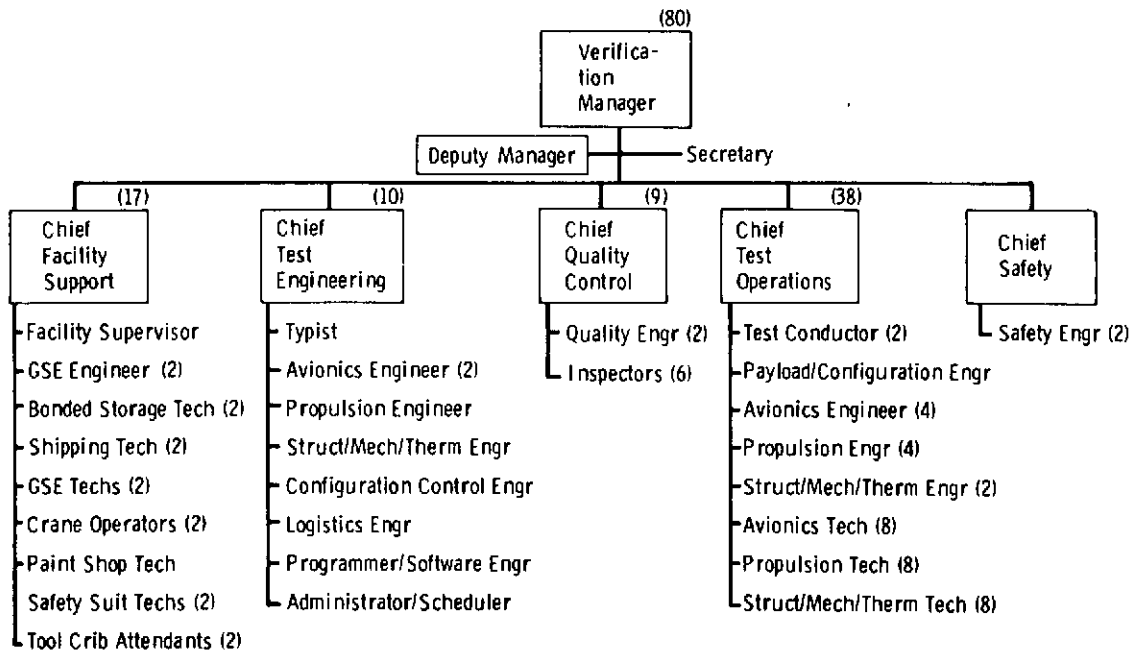 (80)
Verifica-
tion
Manager
Deputy Manager
Secretary
(17)
Chief
Facility
Support
Facility Supervisor
GSE Engineer (2)
Bonded Storage Tech (2)
Shipping Tech (2)
GSE Techs (2)
Crane Operators (2)
Paint Shop Tech
Safety Suit Techs (2)
Tool Crib Attendants (2)
(10)
Chief
Test
Engineering
Typist
Avionics Engineer (2)
Propulsion Engineer
Struct/Mech/Therm Engr
Configuration Control Engr
Logistics Engr
Programmer/Software Engr
Administrator/Scheduler
(9)
Chief
Quality
Control
Quality Engr (2)
Inspectors (6)
(38)
Chief
Test
Operations
Test Conductor (2)
Payload/Configuration Engr
Avionics Engineer (4)
Propulsion Engr (4)
Struct/Mech/Therm Engr (2)
Avionics Tech (8)
Propulsion Tech (8)
Struct/Mech/Therm Tech (8)
Chief
Safety
Safety Engr (2)